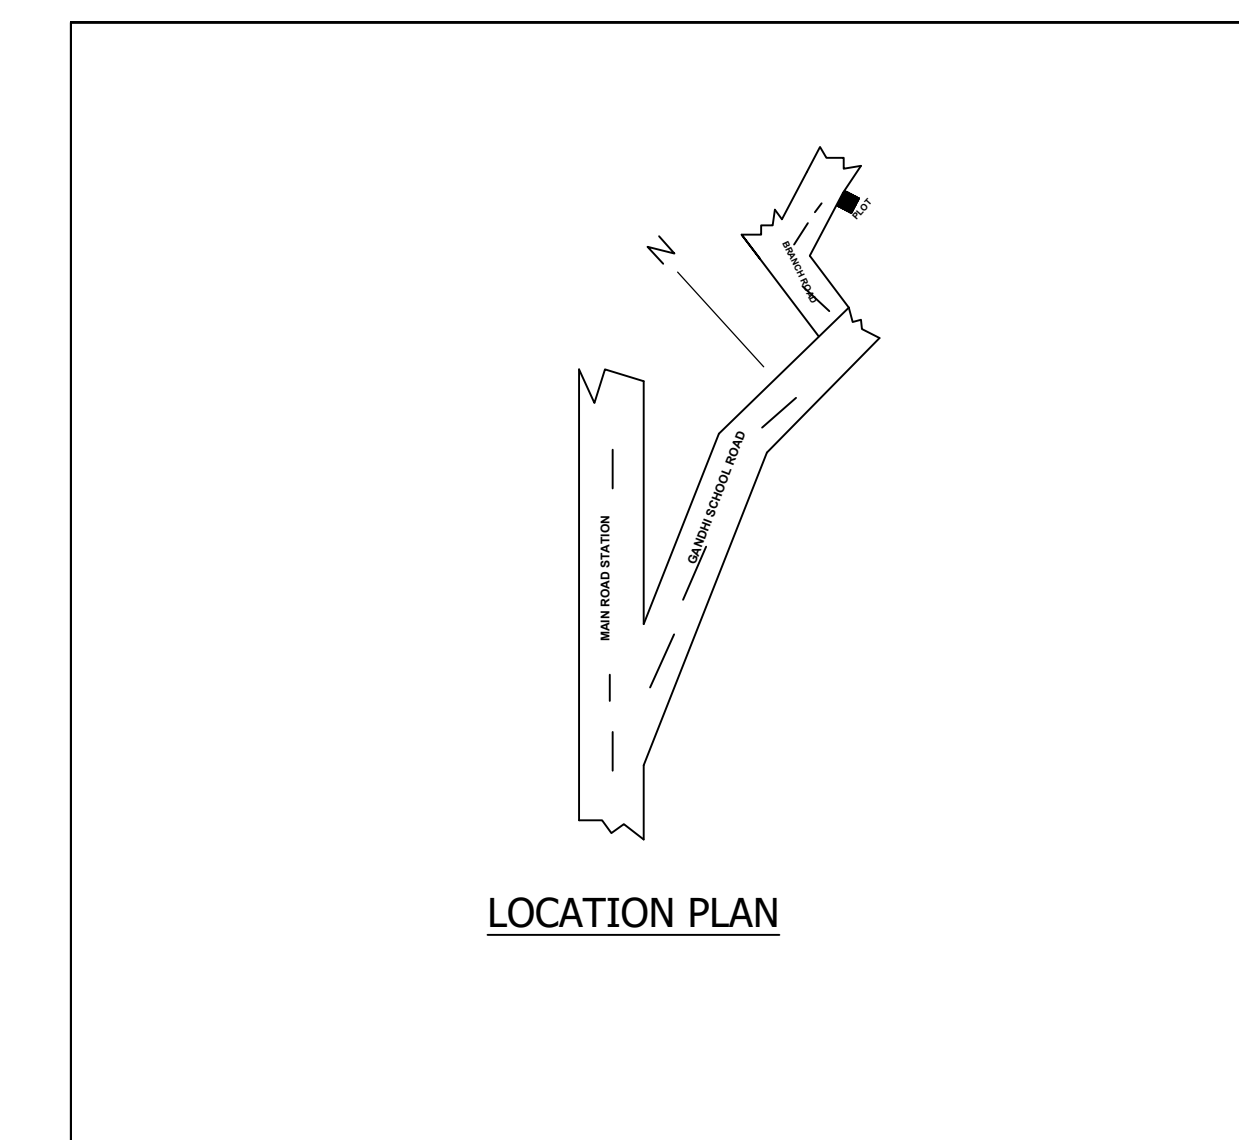 PLOT
BRANCH ROAD
N
GANDHI SCHOOL ROAD
MAIN ROAD STATION
LOCATION PLAN